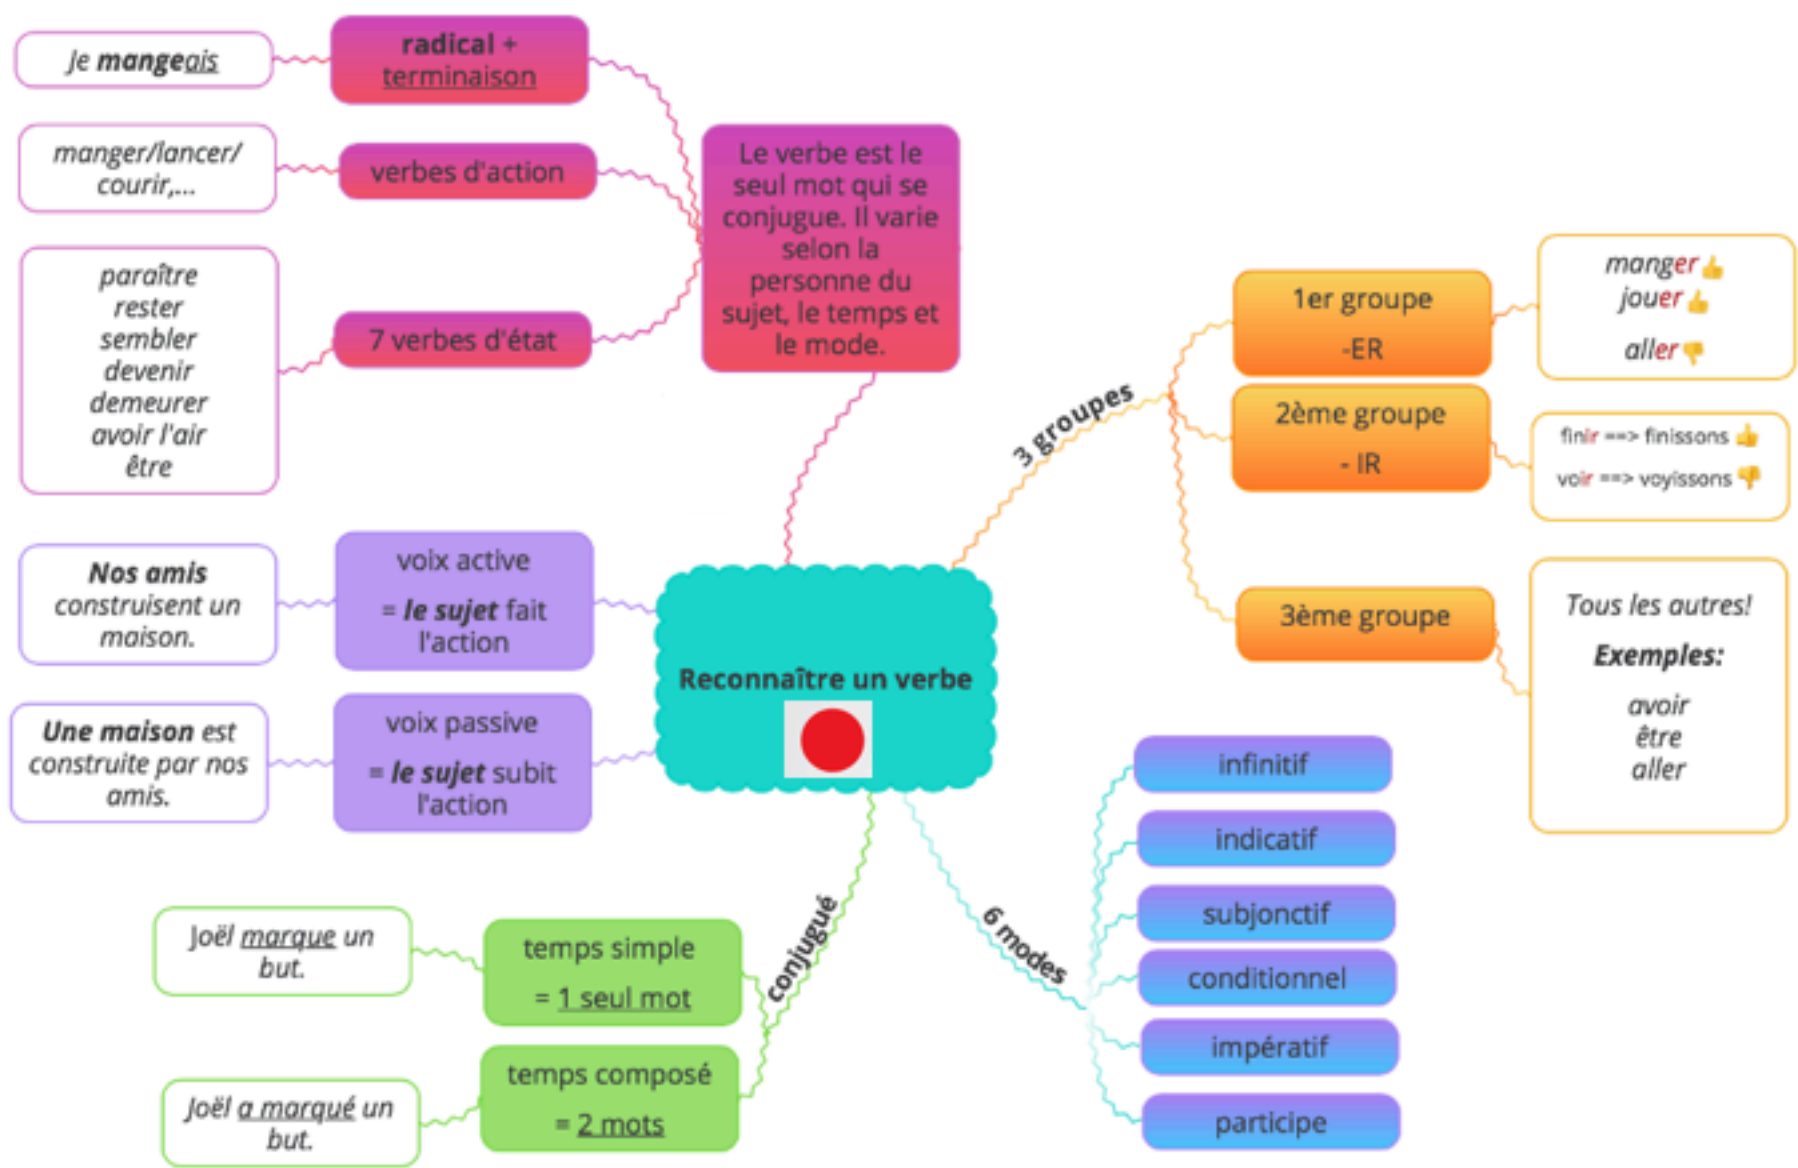 Je mangeais
radical +
terminaison
manger/lancer/
courir,...
verbes d'action
paraître
rester
sembler
devenir
demeurer
avoir l'air
être
7 verbes d'état
Le verbe est le
seul mot qui se
conjugue. Il varie
selon la
personne du
sujet, le temps et
le mode.
3 groupes
1er groupe
-ER
manger👍
jouer👍
aller👎
2ème groupe
- IR
finir ==> finissons 👍
voir ==> voyissons 👎
3ème groupe
Tous les autres!
Exemples:
avoir
être
aller
Nos amis
construisent un
maison.
voix active
= le sujet fait
l'action
Une maison est
construite par nos
amis.
voix passive
= le sujet subit
l'action
Reconnaître un verbe
conjugué
Joël marque un
but.
temps simple
= 1 seul mot
Joël a marqué un
but.
temps composé
= 2 mots
6 modes
infinitif
indicatif
subjonctif
conditionnel
impératif
participe